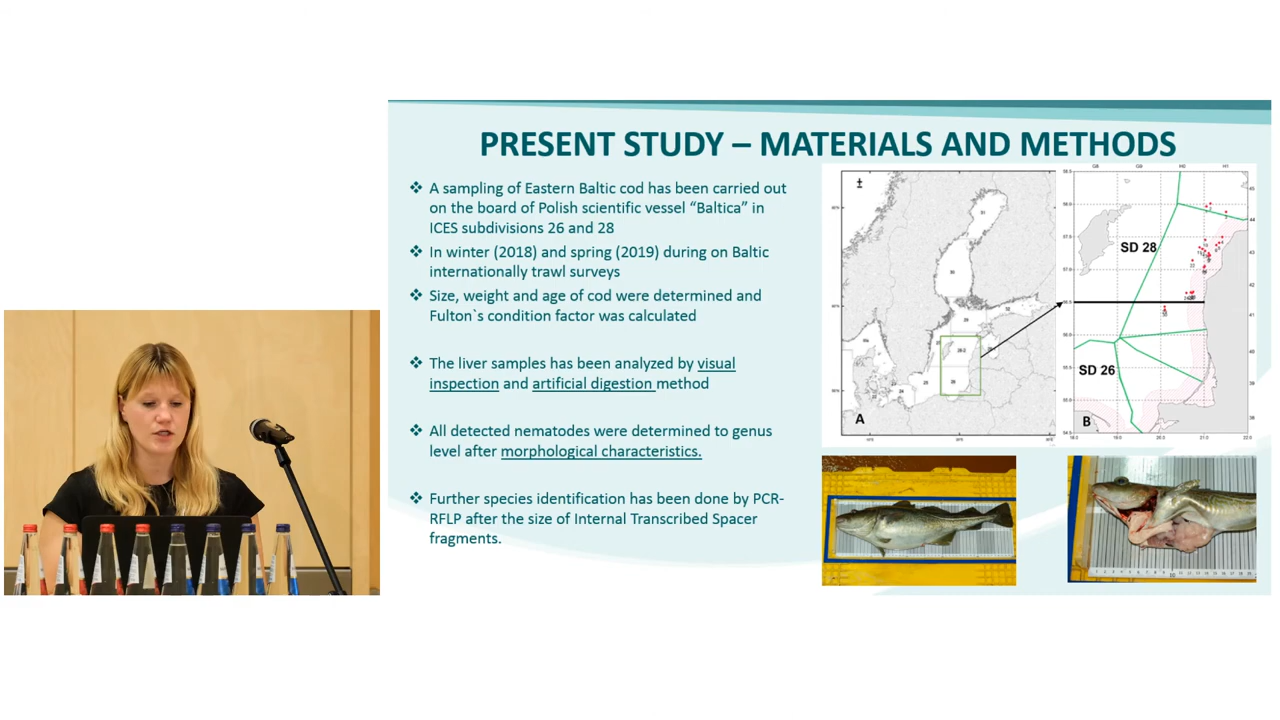 PRESENT STUDY – MATERIALS AND METHODS
❖ A sampling of Eastern Baltic cod has been carried out
on the board of Polish scientific vessel “Baltica” in
ICES subdivisions 26 and 28
❖ In winter (2018) and spring (2019) during on Baltic
internationally trawl surveys
❖ Size, weight and age of cod were determined and
Fulton`s condition factor was calculated
❖ The liver samples has been analyzed by visual
inspection and artificial digestion method
❖ All detected nematodes were determined to genus
level after morphological characteristics.
❖ Further species identification has been done by PCR-
RFLP after the size of Internal Transcribed Spacer
fragments.
A
SD 28
SD 26
B